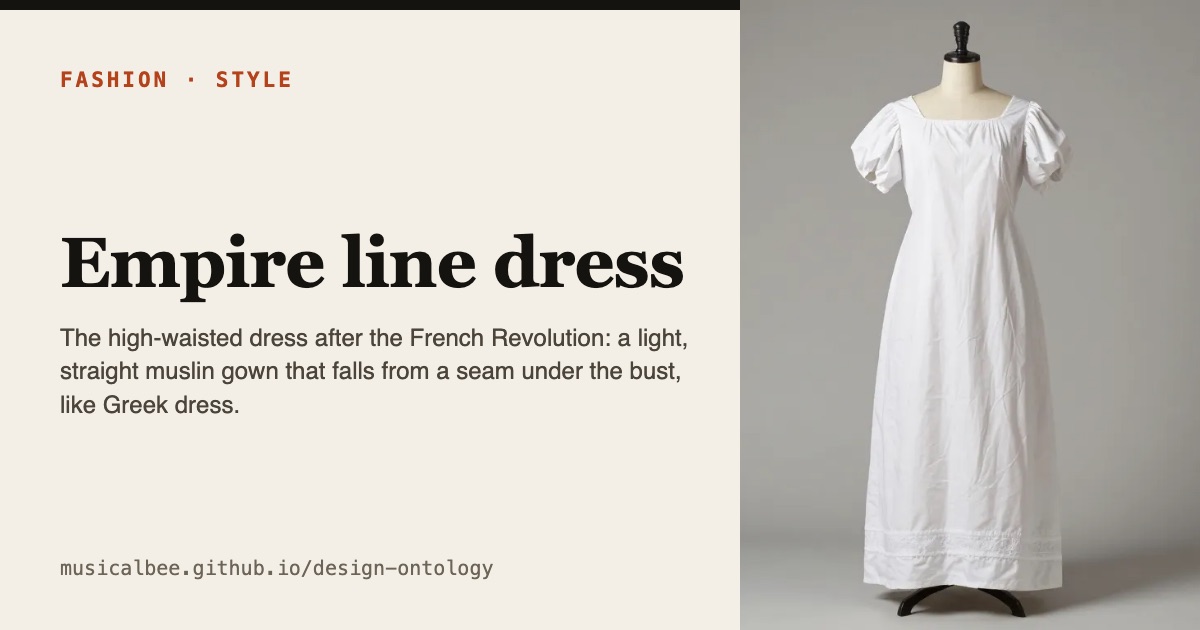 FASHION · STYLE
Empire line dress
The high-waisted dress after the French Revolution: a light,
straight muslin gown that falls from a seam under the bust,
like Greek dress.
musicalbee.github.io/design-ontology